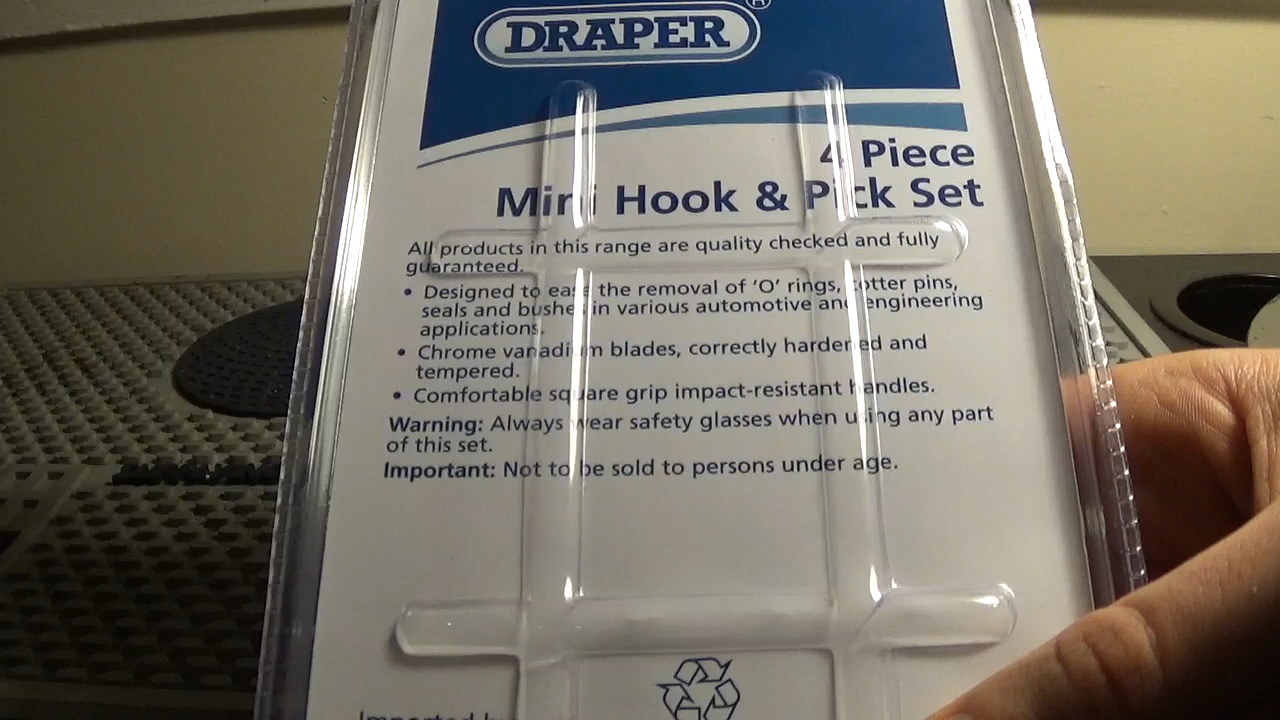 DRAPER®
4 Piece
Mini Hook & Pick Set
All products in this range are quality checked and fully
guaranteed.
• Designed to ease the removal of ‘O’ rings, cotter pins,
seals and bushes in various automotive and engineering
applications.
• Chrome vanadium blades, correctly hardened and
tempered.
• Comfortable square grip impact-resistant handles.
Warning: Always wear safety glasses when using any part
of this set.
Important: Not to be sold to persons under age.
Imported by